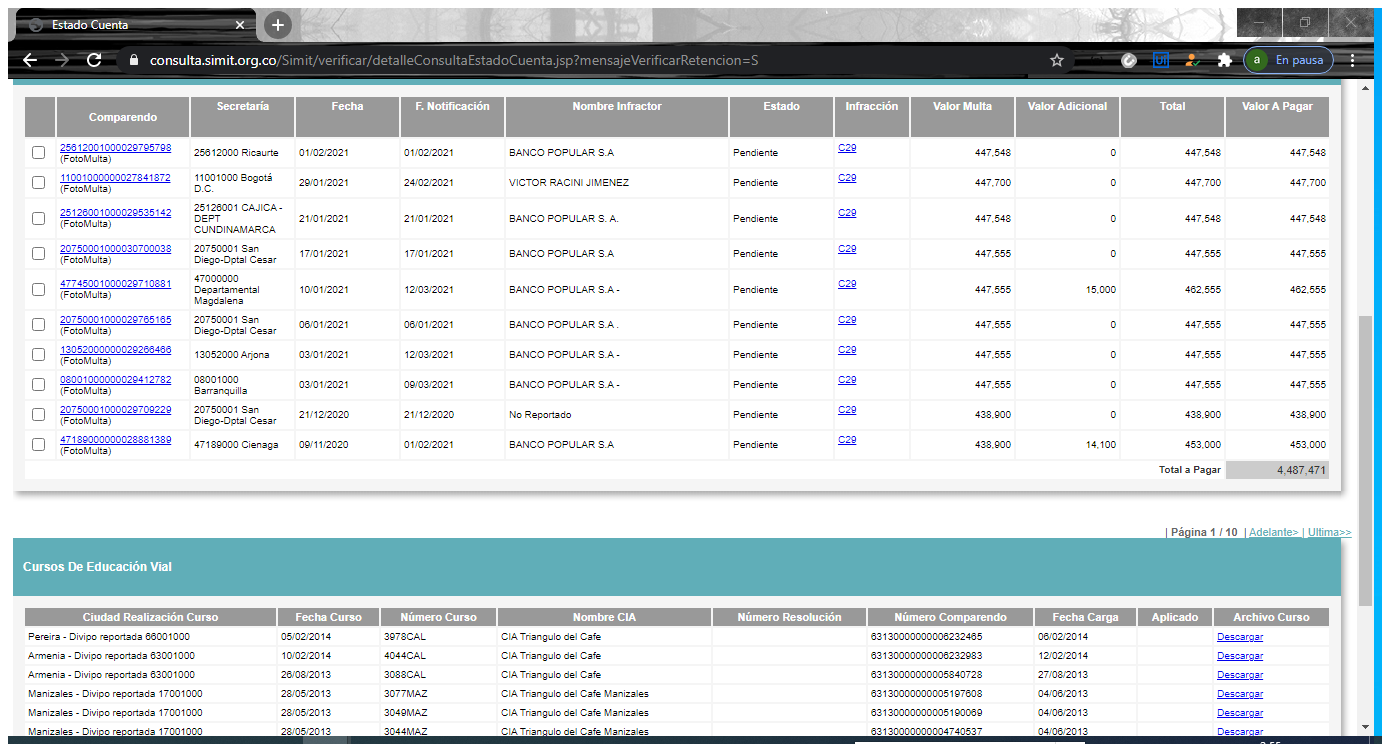 Estado Cuenta
consulta.simit.org.co/Simit/verificar/detalleConsultaEstadoCuenta.jsp?mensajeVerificarRetencion=S
a En pausa
Comparendo Secretaría Fecha F. Notificación Nombre Infractor Estado Infracción Valor Multa Valor Adicional Total Valor A Pagar
25612001000029795798 (FotoMulta) 25612000 Ricaurte 01/02/2021 01/02/2021 BANCO POPULAR S.A Pendiente C29 447,548 0 447,548 447,548
11001000000027841872 (FotoMulta) 11001000 Bogotá D.C. 29/01/2021 24/02/2021 VICTOR RACINI JIMENEZ Pendiente C29 447,700 0 447,700 447,700
25126001000029535142 (FotoMulta) 25126001 CAJICA - DEPT CUNDINAMARCA 21/01/2021 21/01/2021 BANCO POPULAR S. A. Pendiente C29 447,548 0 447,548 447,548
20750001000030700038 (FotoMulta) 20750001 San Diego-Dptal Cesar 17/01/2021 17/01/2021 BANCO POPULAR S.A Pendiente C29 447,555 0 447,555 447,555
47745001000029710881 (FotoMulta) 47000000 Departamental Magdalena 10/01/2021 12/03/2021 BANCO POPULAR S.A - Pendiente C29 447,555 15,000 462,555 462,555
20750001000029765165 (FotoMulta) 20750001 San Diego-Dptal Cesar 06/01/2021 06/01/2021 BANCO POPULAR S.A . Pendiente C29 447,555 0 447,555 447,555
13052000000029266466 (FotoMulta) 13052000 Arjona 03/01/2021 12/03/2021 BANCO POPULAR S.A - Pendiente C29 447,555 0 447,555 447,555
08001000000029412782 (FotoMulta) 08001000 Barranquilla 03/01/2021 09/03/2021 BANCO POPULAR S.A - Pendiente C29 447,555 0 447,555 447,555
20750001000029709229 (FotoMulta) 20750001 San Diego-Dptal Cesar 21/12/2020 21/12/2020 No Reportado Pendiente C29 438,900 0 438,900 438,900
47189000000028881389 (FotoMulta) 47189000 Cienaga 09/11/2020 01/02/2021 BANCO POPULAR S.A Pendiente C29 438,900 14,100 453,000 453,000
Total a Pagar 4,487,471
| Página 1 / 10 | Adelante> | Ultima>>
Cursos De Educación Vial
Ciudad Realización Curso Fecha Curso Número Curso Nombre CIA Número Resolución Número Comparendo Fecha Carga Aplicado Archivo Curso
Pereira - Divipo reportada 66001000 05/02/2014 3978CAL CIA Triangulo del Cafe 63130000000006232465 06/02/2014 Descargar
Armenia - Divipo reportada 63001000 10/02/2014 4044CAL CIA Triangulo del Cafe 63130000000006232983 12/02/2014 Descargar
Armenia - Divipo reportada 63001000 26/08/2013 3088CAL CIA Triangulo del Cafe 63130000000005840728 27/08/2013 Descargar
Manizales - Divipo reportada 17001000 28/05/2013 3077MAZ CIA Triangulo del Cafe Manizales 63130000000005197608 04/06/2013 Descargar
Manizales - Divipo reportada 17001000 28/05/2013 3049MAZ CIA Triangulo del Cafe Manizales 63130000000005190069 04/06/2013 Descargar
Manizales - Divipo reportada 17001000 28/05/2013 3044MAZ CIA Triangulo del Cafe Manizales 63130000000004740537 04/06/2013 Descargar